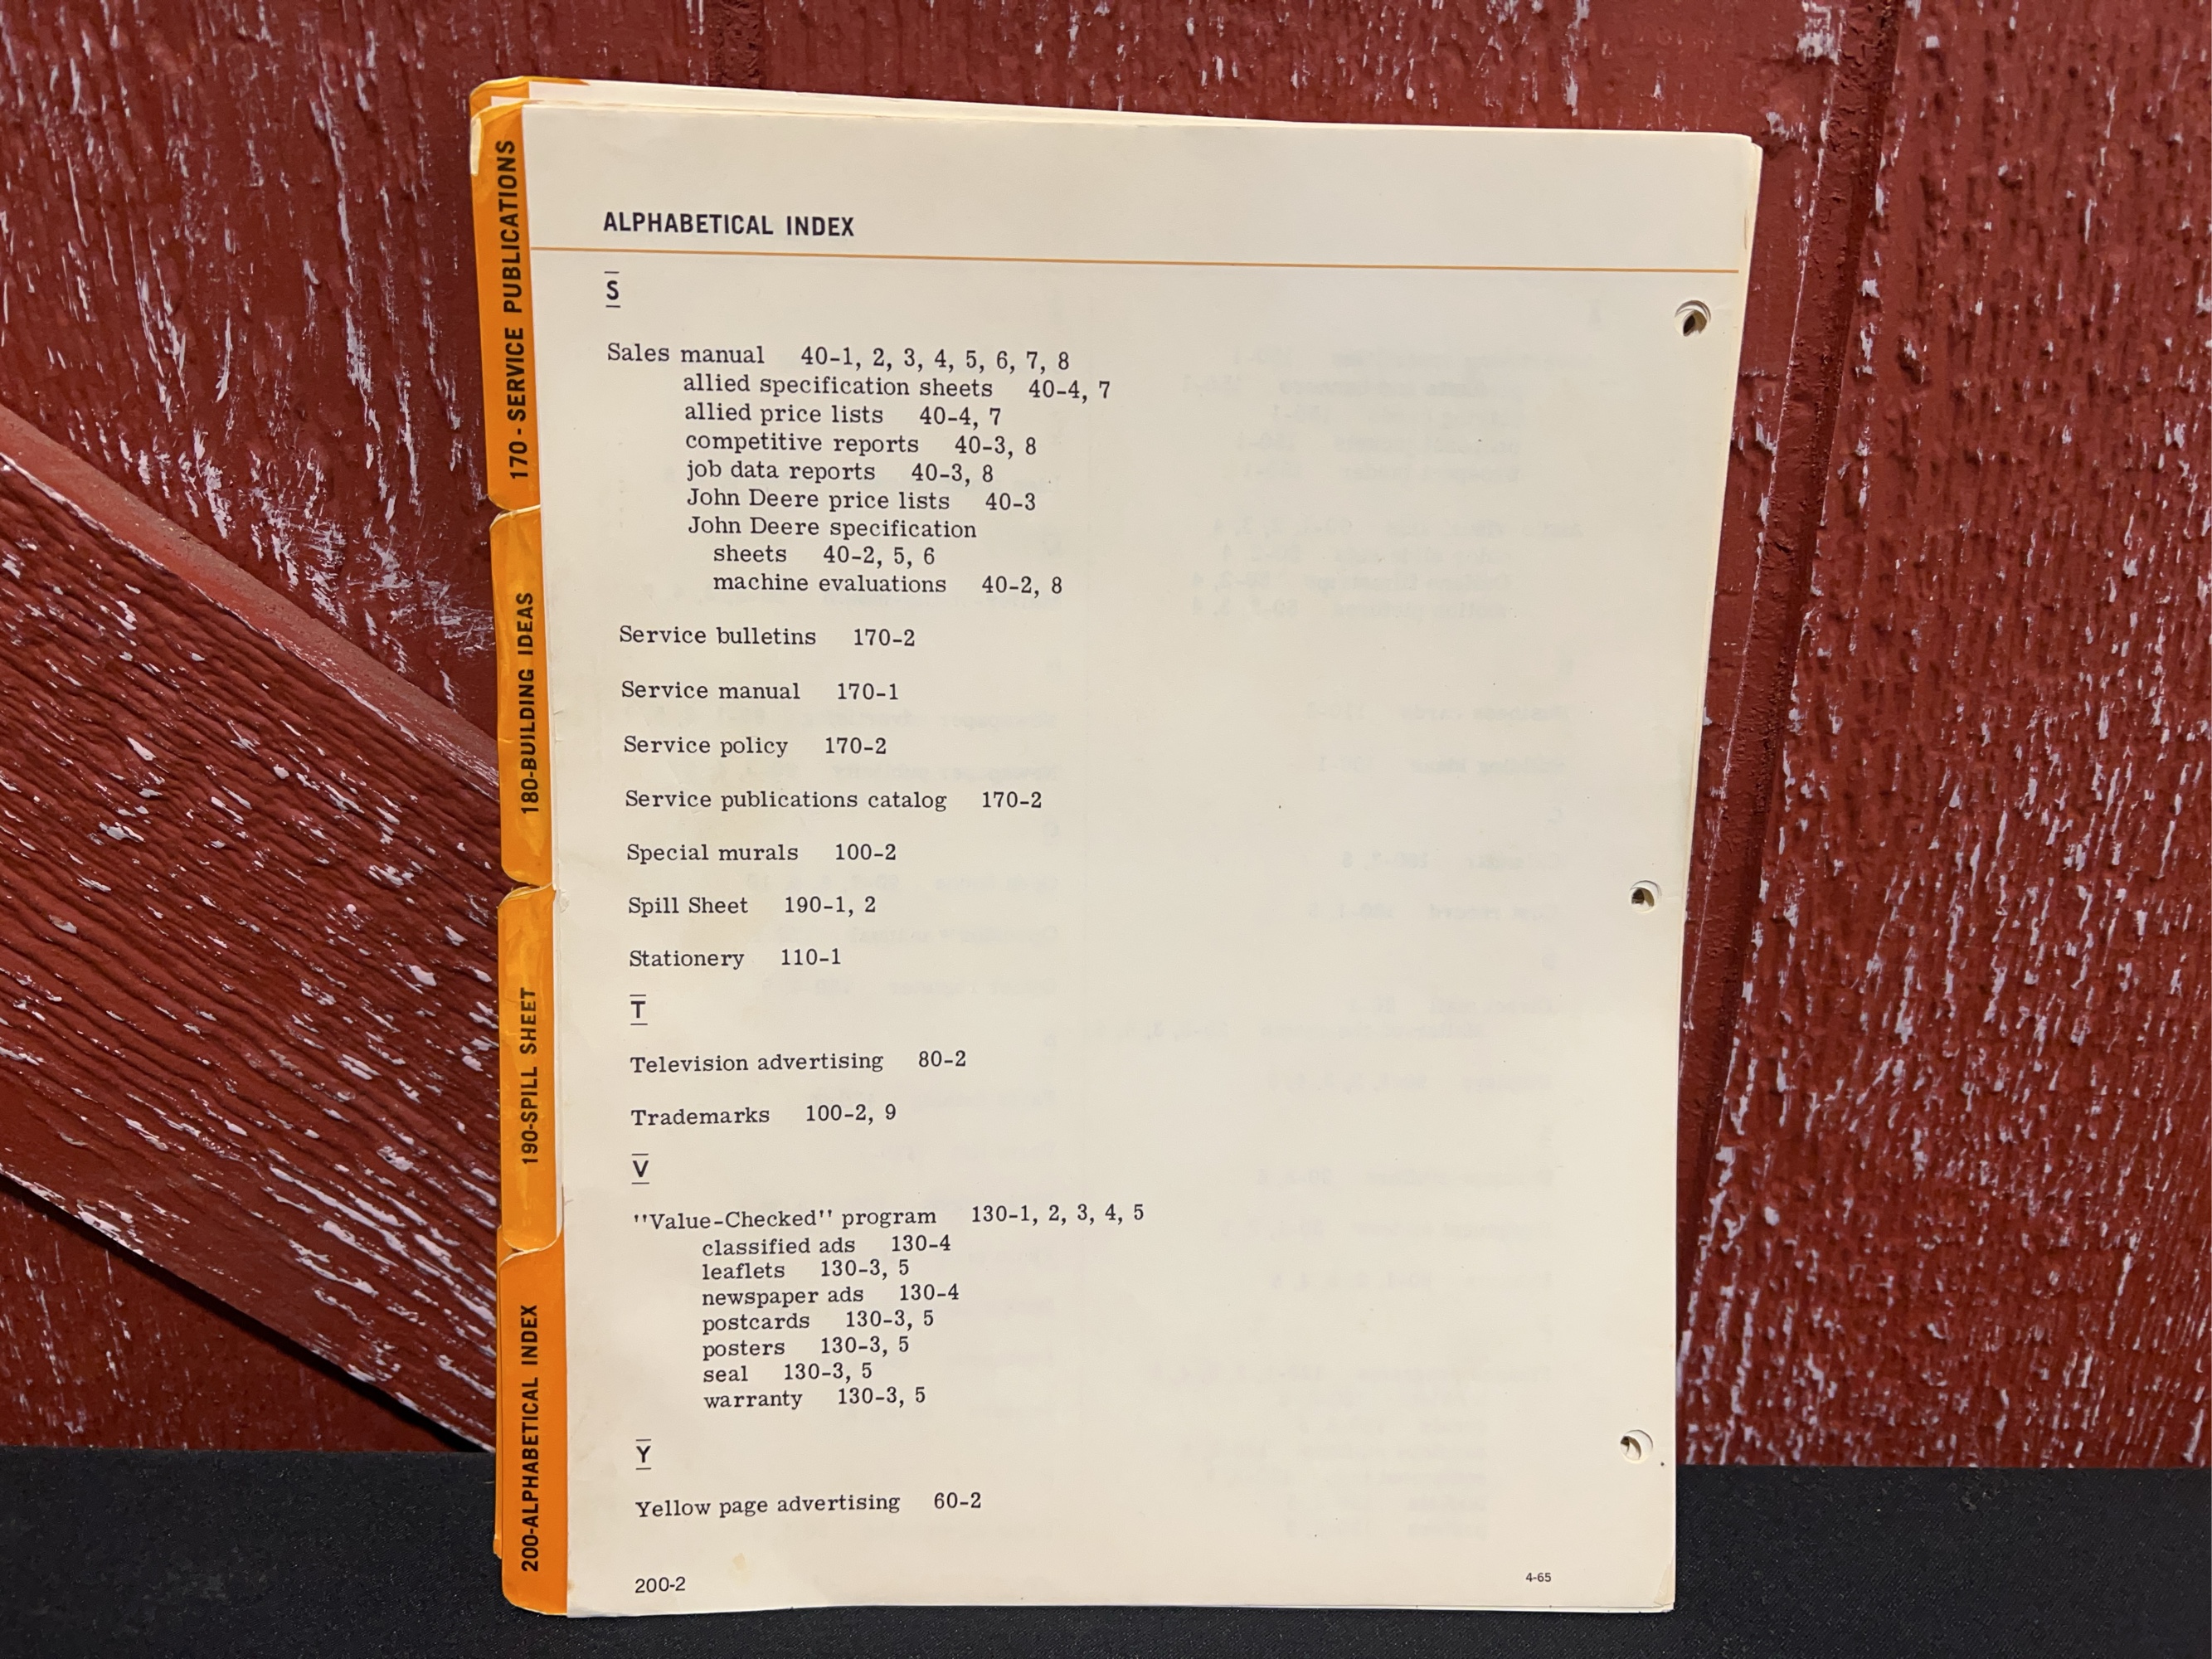 170 - SERVICE PUBLICATIONS
180-BUILDING IDEAS
190-SPILL SHEET
200-ALPHABETICAL INDEX
ALPHABETICAL INDEX
S
Sales manual 40-1, 2, 3, 4, 5, 6, 7, 8
allied specification sheets 40-4, 7
allied price lists 40-4, 7
competitive reports 40-3, 8
job data reports 40-3, 8
John Deere price lists 40-3
John Deere specification
sheets 40-2, 5, 6
machine evaluations 40-2, 8
Service bulletins 170-2
Service manual 170-1
Service policy 170-2
Service publications catalog 170-2
Special murals 100-2
Spill Sheet 190-1, 2
Stationery 110-1
T
Television advertising 80-2
Trademarks 100-2, 9
V
"Value-Checked" program 130-1, 2, 3, 4, 5
classified ads 130-4
leaflets 130-3, 5
newspaper ads 130-4
postcards 130-3, 5
posters 130-3, 5
seal 130-3, 5
warranty 130-3, 5
Y
Yellow page advertising 60-2
200-2
4-65